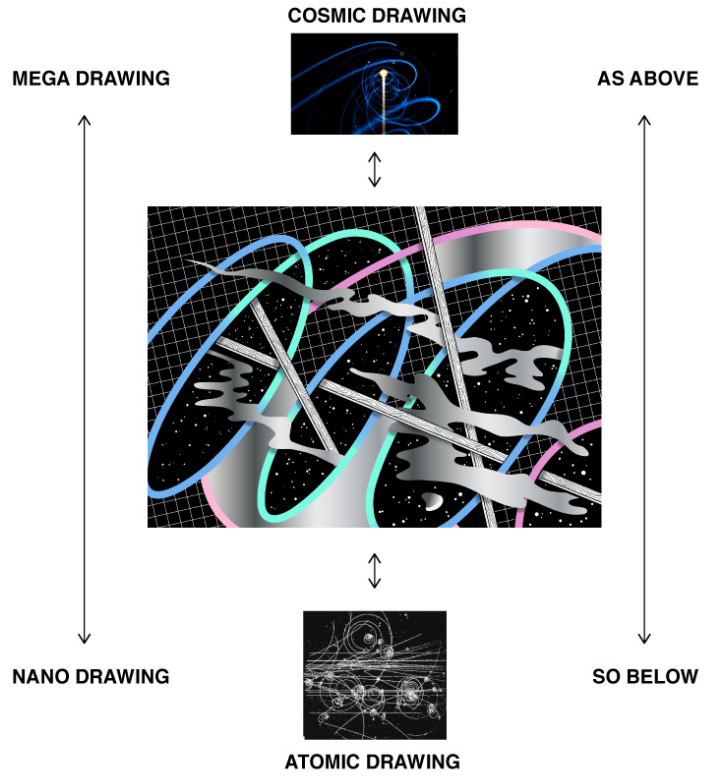 COSMIC DRAWING
MEGA DRAWING
AS ABOVE
NANO DRAWING
SO BELOW
ATOMIC DRAWING